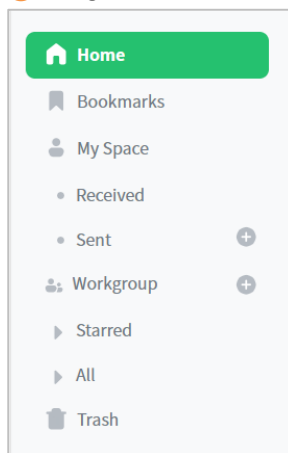 Home
Bookmarks
My Space
Received
Sent
Workgroup
Starred
All
Trash